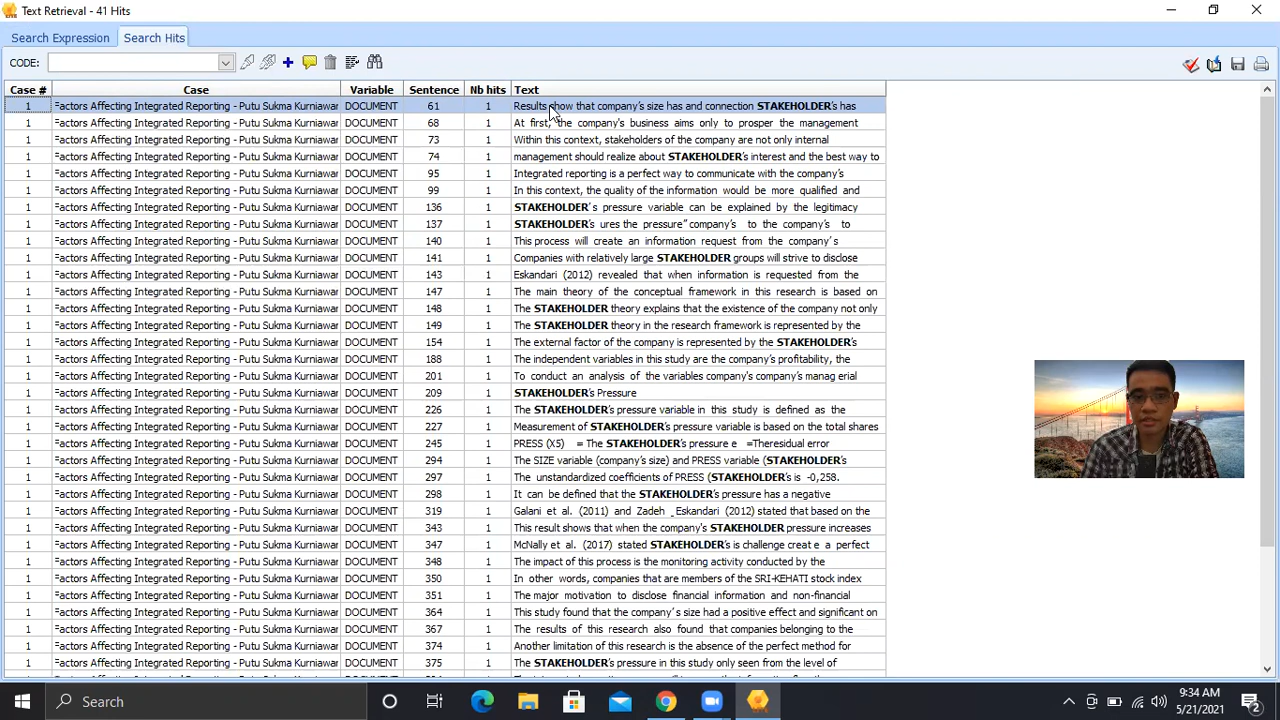 Text Retrieval - 41 Hits
Search Expression Search Hits
CODE:
Case # Case Variable Sentence Nb hits Text
1 Factors Affecting Integrated Reporting - Putu Sukma Kurniawar DOCUMENT 61 1 Results show that company's size has and connection STAKEHOLDER's has
1 Factors Affecting Integrated Reporting - Putu Sukma Kurniawar DOCUMENT 68 1 At first, the company's business aims only to prosper the management
1 Factors Affecting Integrated Reporting - Putu Sukma Kurniawar DOCUMENT 73 1 Within this context, stakeholders of the company are not only internal
1 Factors Affecting Integrated Reporting - Putu Sukma Kurniawar DOCUMENT 74 1 management should realize about STAKEHOLDER's interest and the best way to
1 Factors Affecting Integrated Reporting - Putu Sukma Kurniawar DOCUMENT 95 1 Integrated reporting is a perfect way to communicate with the company's
1 Factors Affecting Integrated Reporting - Putu Sukma Kurniawar DOCUMENT 99 1 In this context, the quality of the information would be more qualified and
1 Factors Affecting Integrated Reporting - Putu Sukma Kurniawar DOCUMENT 136 1 STAKEHOLDER's pressure variable can be explained by the legitimacy
1 Factors Affecting Integrated Reporting - Putu Sukma Kurniawar DOCUMENT 137 1 STAKEHOLDER's ures the pressure" company's to the company's to
1 Factors Affecting Integrated Reporting - Putu Sukma Kurniawar DOCUMENT 140 1 This process will create an information request from the company's
1 Factors Affecting Integrated Reporting - Putu Sukma Kurniawar DOCUMENT 141 1 Companies with relatively large STAKEHOLDER groups will strive to disclose
1 Factors Affecting Integrated Reporting - Putu Sukma Kurniawar DOCUMENT 143 1 Eskandari (2012) revealed that when information is requested from the
1 Factors Affecting Integrated Reporting - Putu Sukma Kurniawar DOCUMENT 147 1 The main theory of the conceptual framework in this research is based on
1 Factors Affecting Integrated Reporting - Putu Sukma Kurniawar DOCUMENT 148 1 The STAKEHOLDER theory explains that the existence of the company not only
1 Factors Affecting Integrated Reporting - Putu Sukma Kurniawar DOCUMENT 149 1 The STAKEHOLDER theory in the research framework is represented by the
1 Factors Affecting Integrated Reporting - Putu Sukma Kurniawar DOCUMENT 154 1 The external factor of the company is represented by the STAKEHOLDER's
1 Factors Affecting Integrated Reporting - Putu Sukma Kurniawar DOCUMENT 188 1 The independent variables in this study are the company's profitability, the
1 Factors Affecting Integrated Reporting - Putu Sukma Kurniawar DOCUMENT 201 1 To conduct an analysis of the variables company's company's manag erial
1 Factors Affecting Integrated Reporting - Putu Sukma Kurniawar DOCUMENT 209 1 STAKEHOLDER's Pressure
1 Factors Affecting Integrated Reporting - Putu Sukma Kurniawar DOCUMENT 226 1 The STAKEHOLDER's pressure variable in this study is defined as the
1 Factors Affecting Integrated Reporting - Putu Sukma Kurniawar DOCUMENT 227 1 Measurement of STAKEHOLDER's pressure variable is based on the total shares
1 Factors Affecting Integrated Reporting - Putu Sukma Kurniawar DOCUMENT 245 1 PRESS (X5) = The STAKEHOLDER's pressure e =Theresidual error
1 Factors Affecting Integrated Reporting - Putu Sukma Kurniawar DOCUMENT 294 1 The SIZE variable (company's size) and PRESS variable (STAKEHOLDER's
1 Factors Affecting Integrated Reporting - Putu Sukma Kurniawar DOCUMENT 297 1 The unstandardized coefficients of PRESS (STAKEHOLDER's is -0,258.
1 Factors Affecting Integrated Reporting - Putu Sukma Kurniawar DOCUMENT 298 1 It can be defined that the STAKEHOLDER's pressure has a negative
1 Factors Affecting Integrated Reporting - Putu Sukma Kurniawar DOCUMENT 319 1 Galani et al. (2011) and Zadeh _Eskandari (2012) stated that based on the
1 Factors Affecting Integrated Reporting - Putu Sukma Kurniawar DOCUMENT 343 1 This result shows that when the company's STAKEHOLDER pressure increases
1 Factors Affecting Integrated Reporting - Putu Sukma Kurniawar DOCUMENT 347 1 McNally et al. (2017) stated STAKEHOLDER's is challenge creat e a perfect
1 Factors Affecting Integrated Reporting - Putu Sukma Kurniawar DOCUMENT 348 1 The impact of this process is the monitoring activity conducted by the
1 Factors Affecting Integrated Reporting - Putu Sukma Kurniawar DOCUMENT 350 1 In other words, companies that are members of the SRI-KEHATI stock index
1 Factors Affecting Integrated Reporting - Putu Sukma Kurniawar DOCUMENT 351 1 The major motivation to disclose financial information and non-financial
1 Factors Affecting Integrated Reporting - Putu Sukma Kurniawar DOCUMENT 364 1 This study found that the company's size had a positive effect and significant on
1 Factors Affecting Integrated Reporting - Putu Sukma Kurniawar DOCUMENT 367 1 The results of this research also found that companies belonging to the
1 Factors Affecting Integrated Reporting - Putu Sukma Kurniawar DOCUMENT 374 1 Another limitation of this research is the absence of the perfect method for
1 Factors Affecting Integrated Reporting - Putu Sukma Kurniawar DOCUMENT 375 1 The STAKEHOLDER's pressure in this study only seen from the level of
Search
9:34 AM
5/21/2021
2